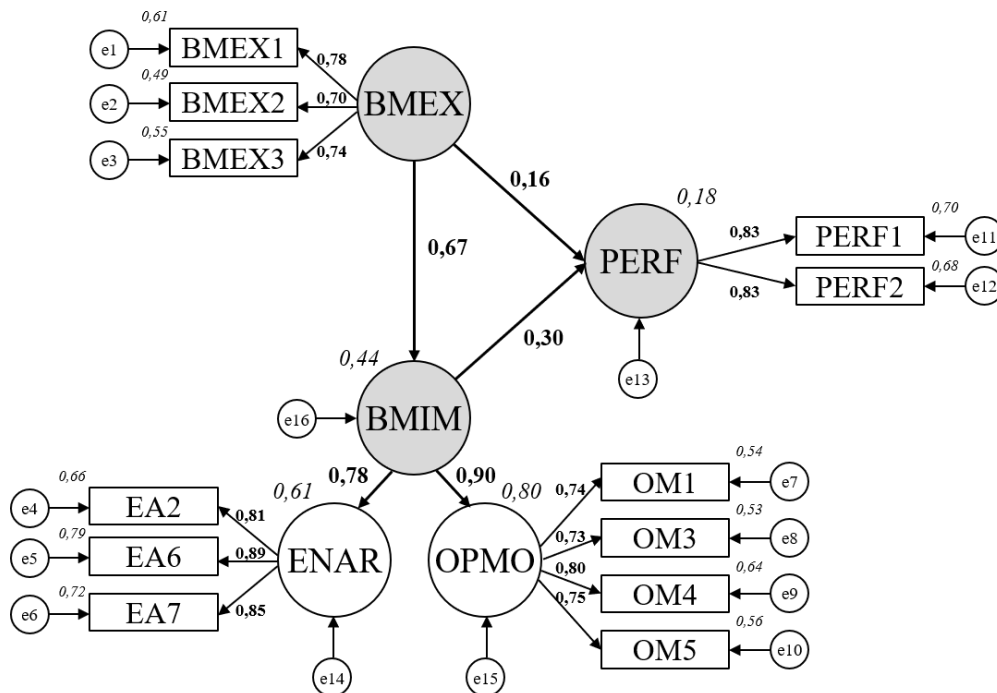 0,61
e1
BMEX1
0,78
0,49
e2
BMEX2
0,70
BMEX
0,55
e3
BMEX3
0,74
0,16
0,18
0,67
PERF
0,83
PERF1
0,70
e11
0,83
PERF2
0,68
e12
0,30
e13
0,44
BMIM
e16
0,78
0,90
0,66
e4
EA2
0,81
0,61
0,79
e5
EA6
0,89
ENAR
0,72
e6
EA7
0,85
e14
0,80
OPMO
e15
0,74
OM1
0,54
e7
0,73
OM3
0,53
e8
0,80
OM4
0,64
e9
0,75
OM5
0,56
e10